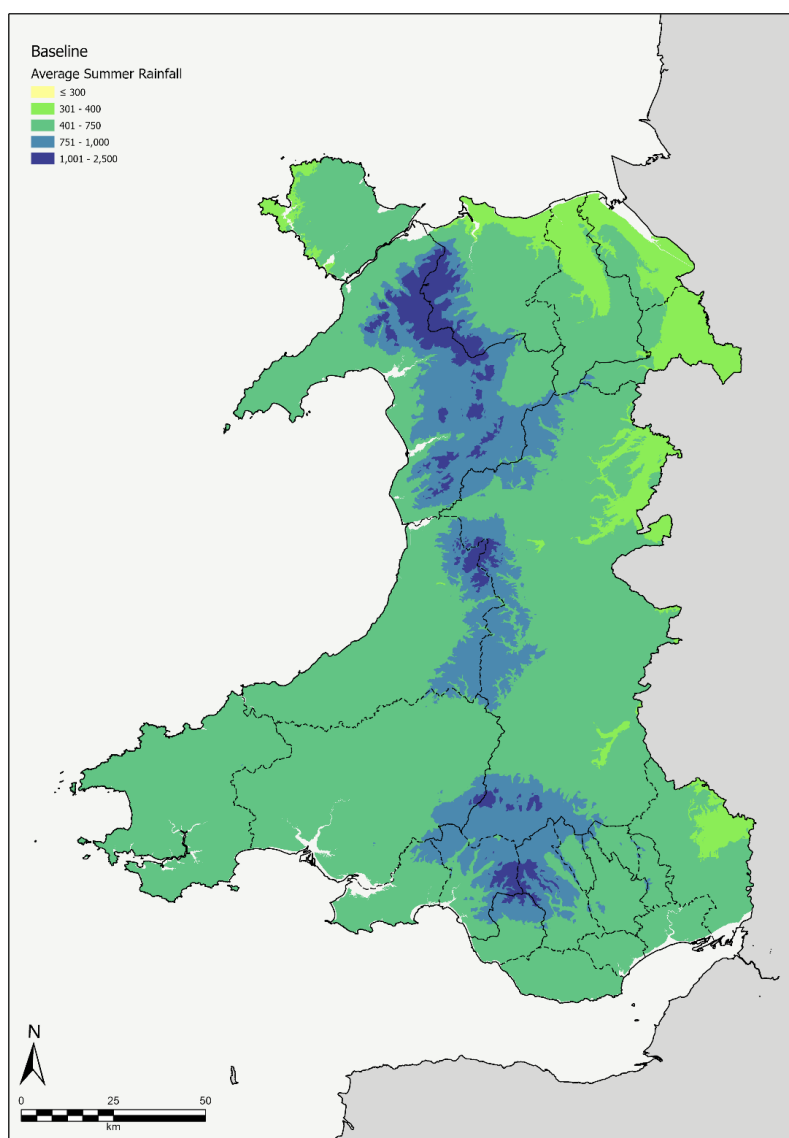 Baseline
Average Summer Rainfall
≤ 300
301 - 400
401 - 750
751 - 1,000
1,001 - 2,500
N
0 25 50
km